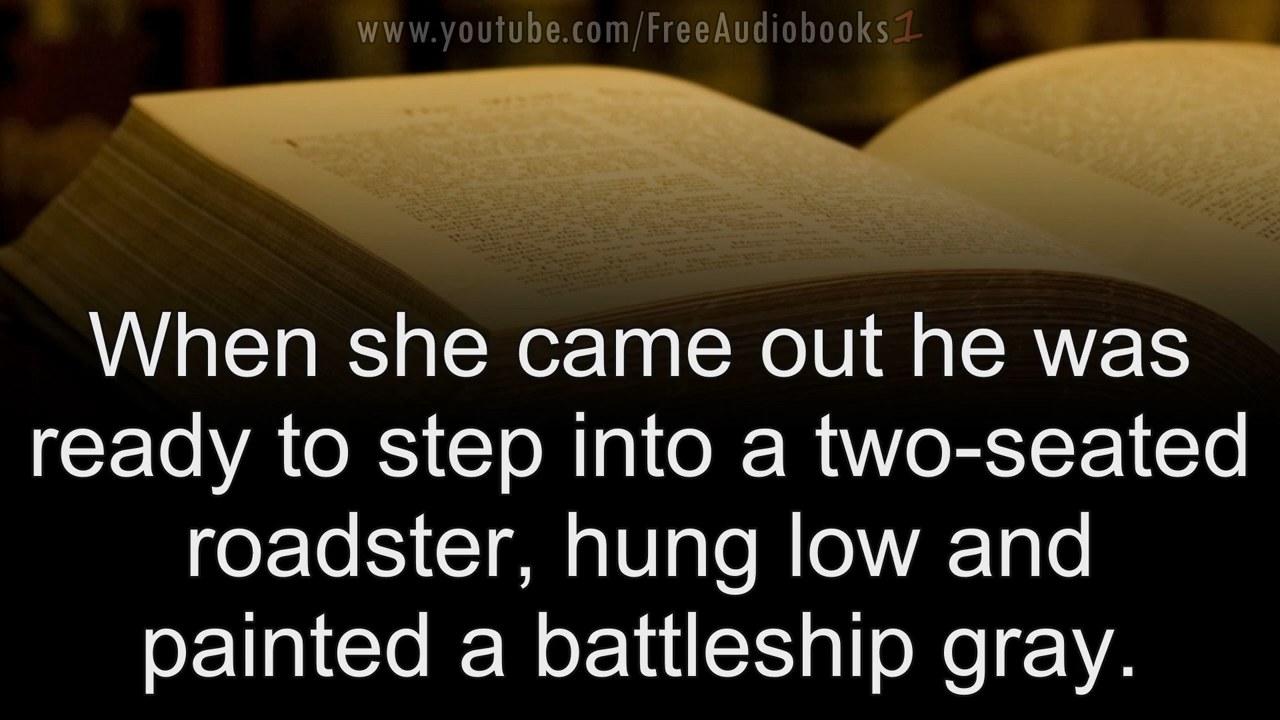 www.youtube.com/FreeAudiobooks1
When she came out he was
ready to step into a two-seated
roadster, hung low and
painted a battleship gray.